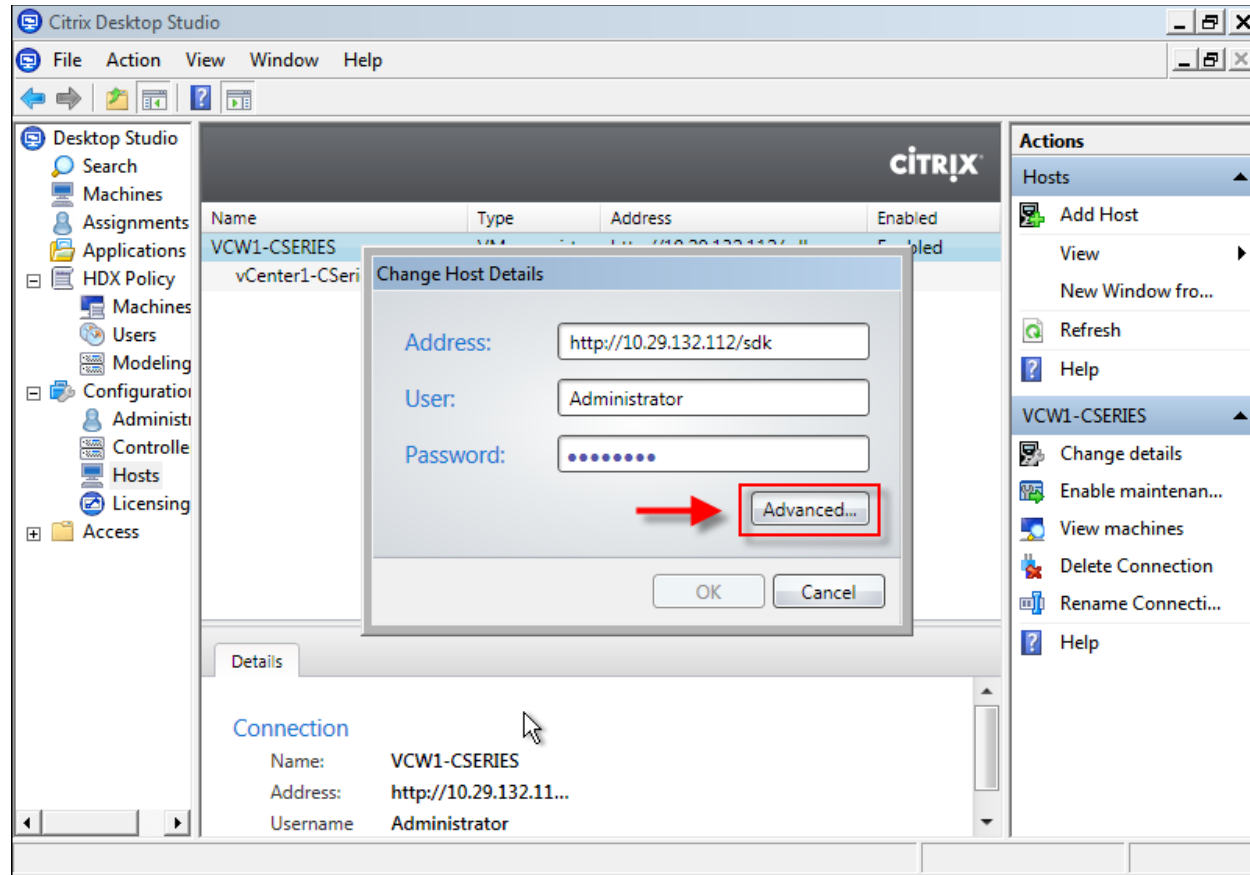 Citrix Desktop Studio
File Action View Window Help
Desktop Studio
Search
Machines
Assignments
Applications
HDX Policy
Machines
Users
Modeling
Configuration
Administr
Controlle
Hosts
Licensing
Access
CITRIX
Name Type Address Enabled
VCW1-CSERIES
vCenter1-CSeri
Change Host Details
Address: http://10.29.132.112/sdk
User: Administrator
Password: ••••••••
Advanced...
OK Cancel
Details
Connection
Name: VCW1-CSERIES
Address: http://10.29.132.11...
Username Administrator
Actions
Hosts
Add Host
View
New Window fro...
Refresh
Help
VCW1-CSERIES
Change details
Enable maintenan...
View machines
Delete Connection
Rename Connecti...
Help